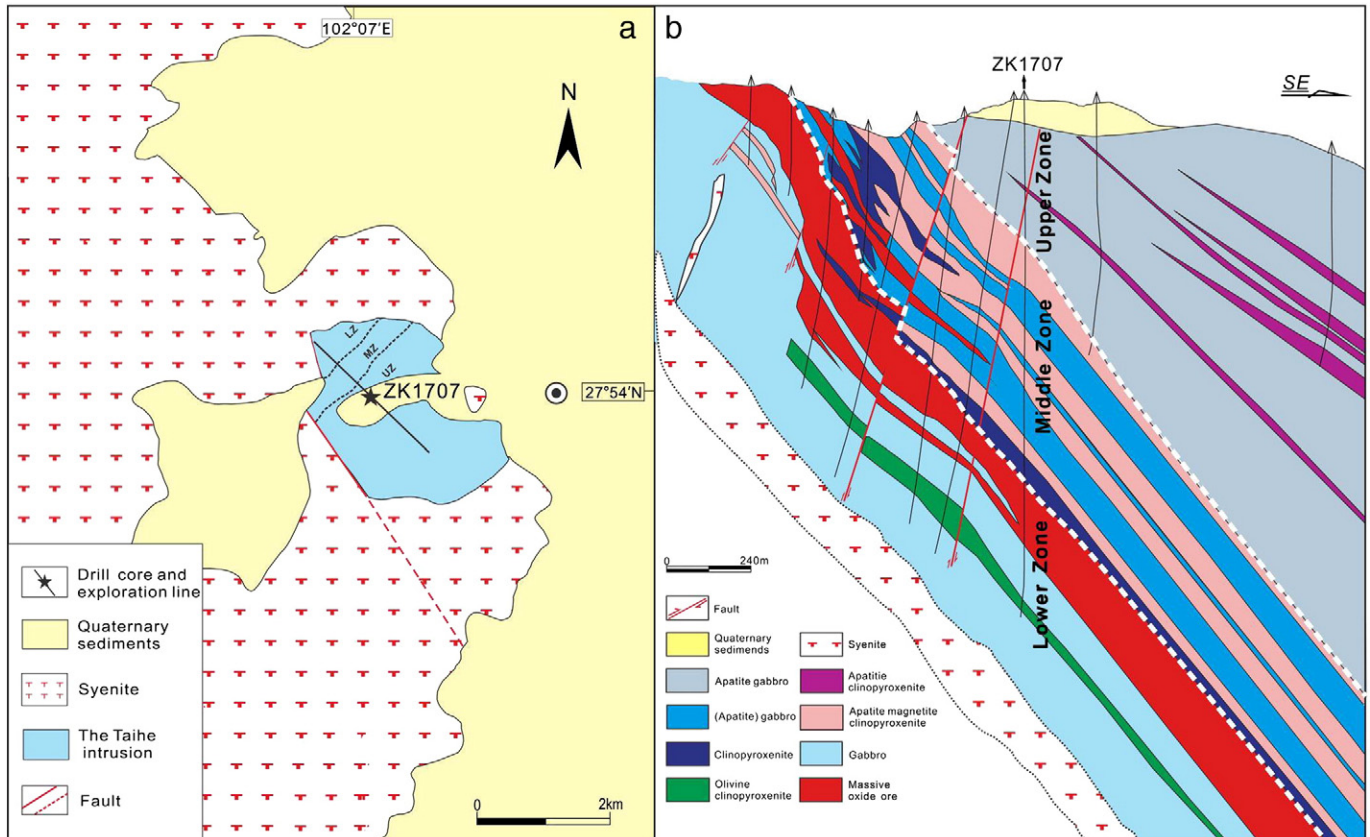 102°07′E
a
N
LZ
MZ
UZ
ZK1707
27°54′N
Drill core and
exploration line
Quaternary
sediments
Syenite
The Taihe
intrusion
Fault
0
2km
b
ZK1707
SE
Upper Zone
Middle Zone
Lower Zone
0
240m
Fault
Quaternary
sedimends
Syenite
Apatite gabbro
Apatitie
clinopyroxenite
(Apatite) gabbro
Apatite magnetite
clinopyroxenite
Clinopyroxenite
Gabbro
Olivine
clinopyroxenite
Massive
oxide ore